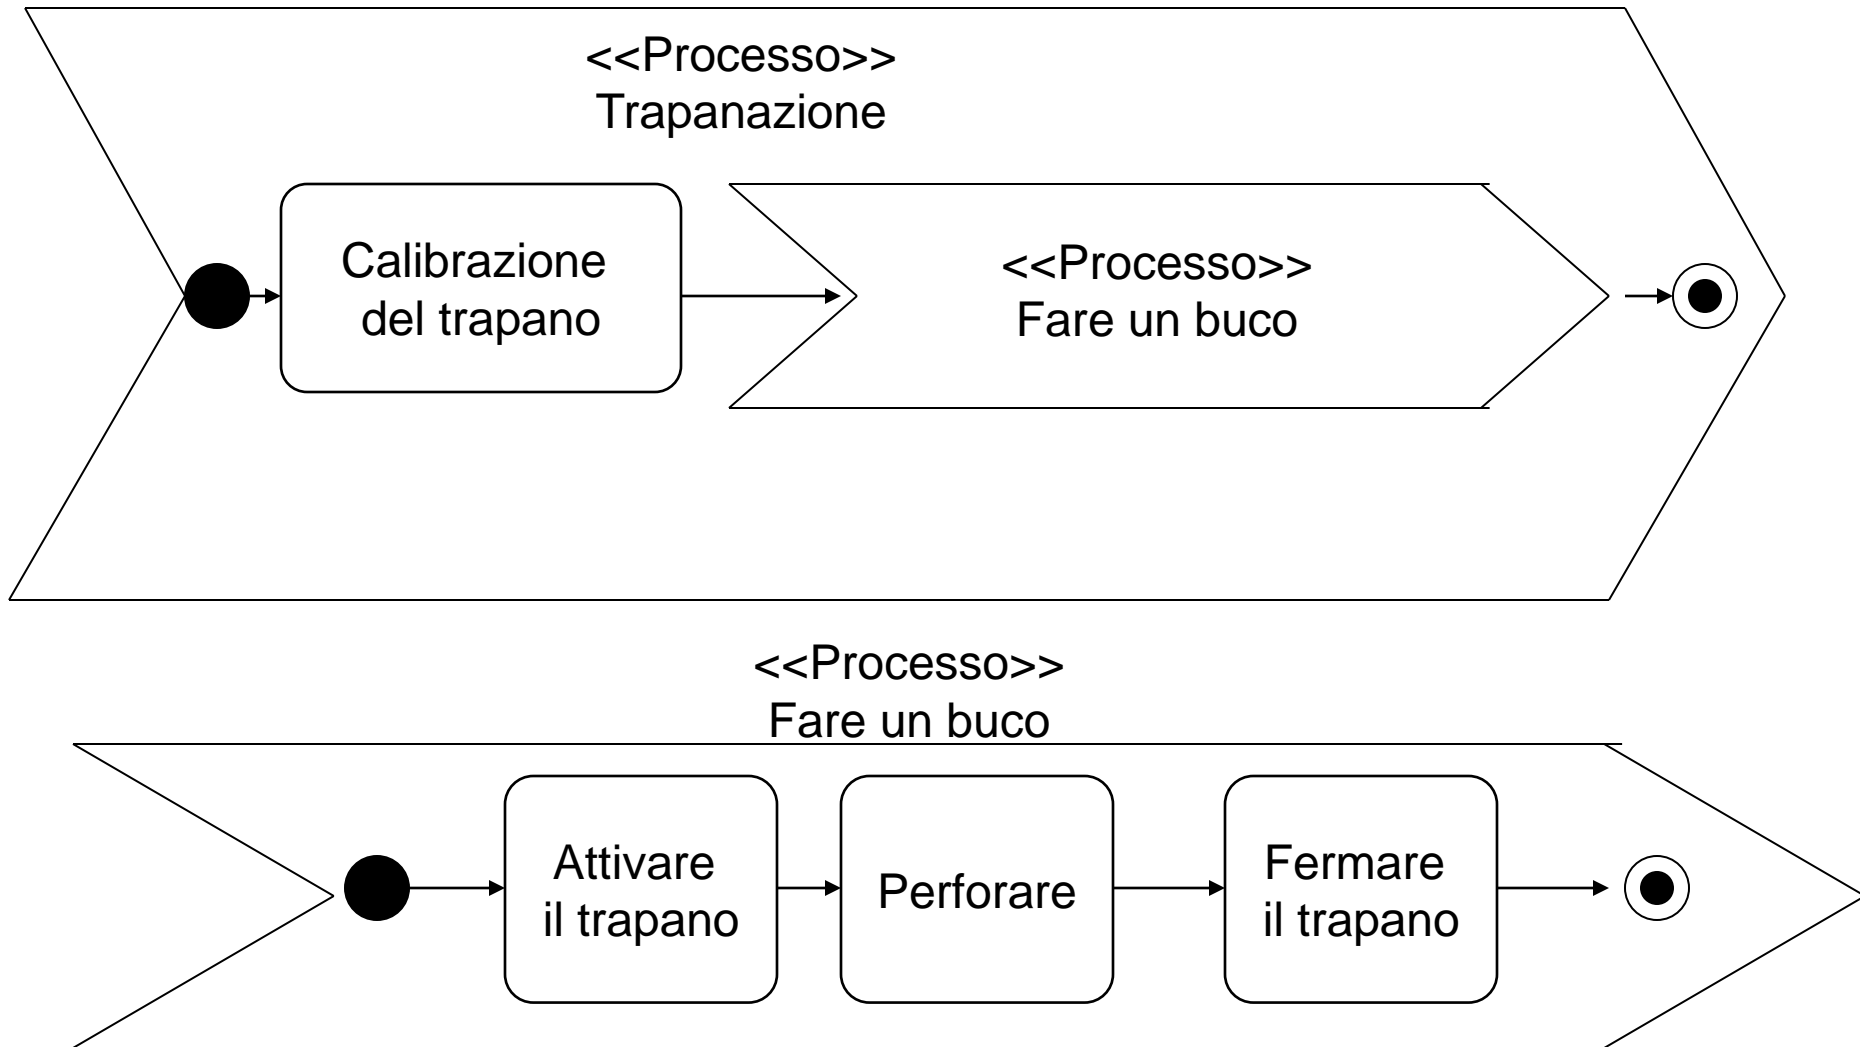 <<Processo>>
Trapanazione
Calibrazione
del trapano
<<Processo>>
Fare un buco
<<Processo>>
Fare un buco
Attivare
il trapano
Perforare
Fermare
il trapano